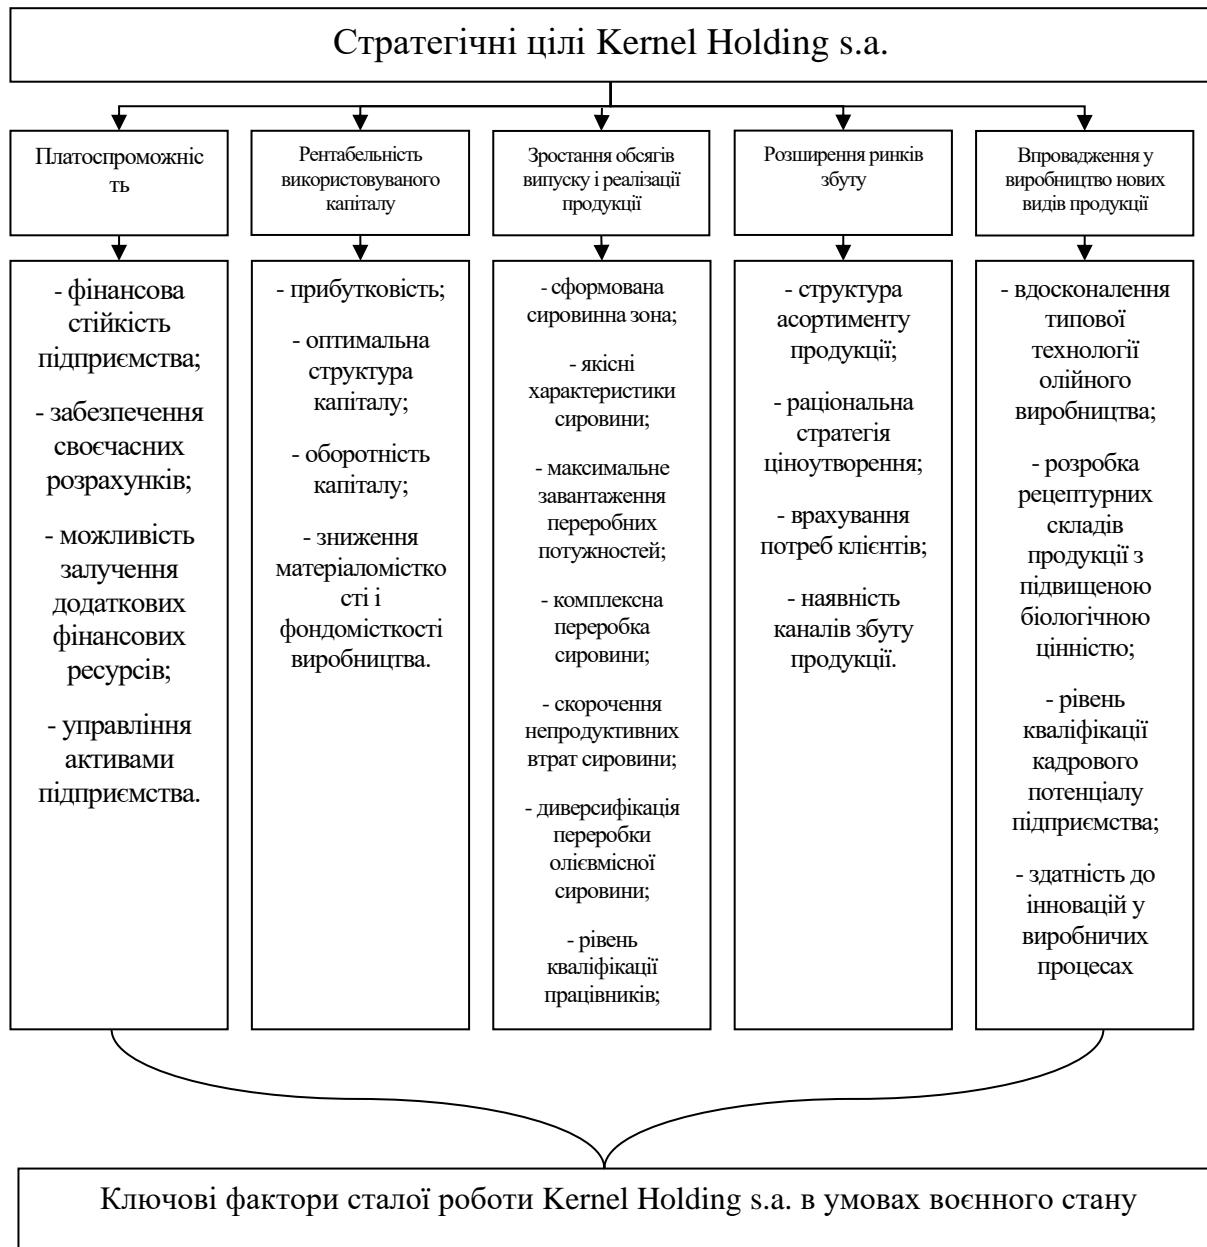 Стратегічні цілі Kernel Holding s.a.
Платоспроможніс
ть
Рентабельність
використовуваного
капіталу
Зростання обсягів
випуску і реалізації
продукції
Розширення ринків
збуту
Впровадження у
виробництво нових
видів продукції
- фінансова
стійкість
підприємства;
- забезпечення
своєчасних
розрахунків;
- можливість
залучення
додаткових
фінансових
ресурсів;
- управління
активами
підприємства.
- прибутковість;
- оптимальна
структура
капіталу;
- оборотність
капіталу;
- зниження
матеріаломістко
сті і
фондомісткості
виробництва.
- сформована
сировинна зона;
- якісні
характеристики
сировини;
- максимальне
завантаження
переробних
потужностей;
- комплексна
переробка
сировини;
- скорочення
непродуктивних
втрат сировини;
- диверсифікація
переробки
олієвмісної
сировини;
- рівень
кваліфікації
працівників;
- структура
асортименту
продукції;
- раціональна
стратегія
ціноутворення;
- врахування
потреб клієнтів;
- наявність
каналів збуту
продукції.
- вдосконалення
типової
технології
олійного
виробництва;
- розробка
рецептурних
складів
продукції з
підвищеною
біологічною
цінністю;
- рівень
кваліфікації
кадрового
потенціалу
підприємства;
- здатність до
інновацій у
виробничих
процесах
Ключові фактори сталої роботи Kernel Holding s.a. в умовах воєнного стану